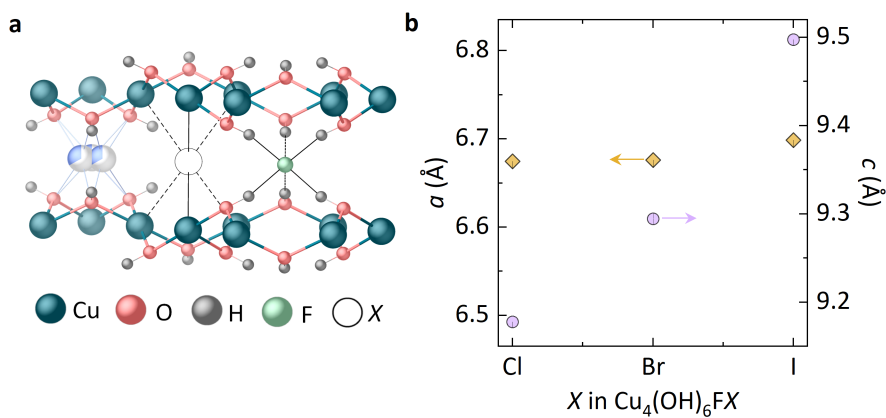 a
Cu O H F X
b
6.8
6.7
6.6
6.5
a (Å)
9.5
9.4
9.3
9.2
c (Å)
Cl Br I
X in Cu₄(OH)₆FX